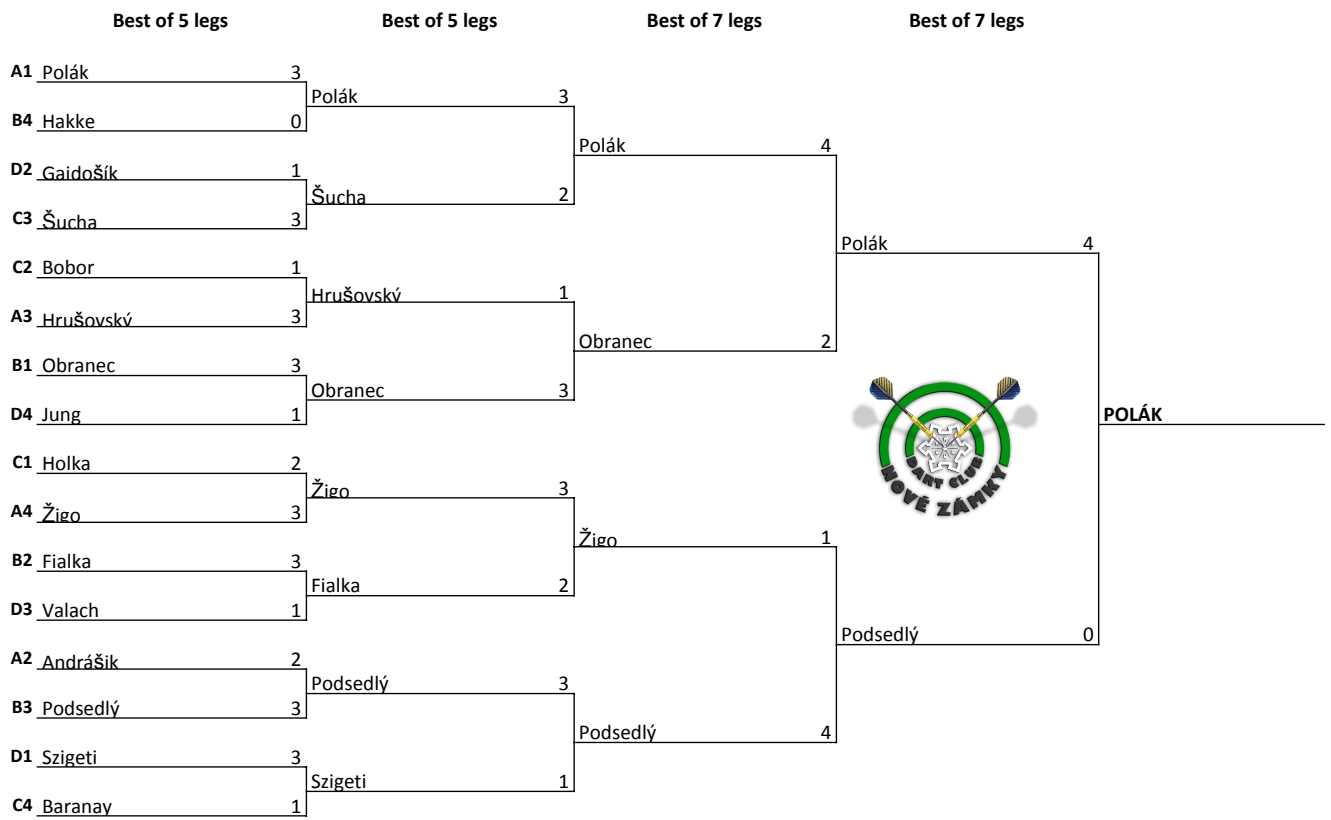 Best of 5 legs Best of 5 legs Best of 7 legs Best of 7 legs
A1 Polák 3
Polák 3
B4 Hakke 0
Polák 4
D2 Gaidošík 1
Šucha 2
C3 Šucha 3
Polák 4
C2 Bobor 1
Hrušovský 1
A3 Hrušovský 3
Obranec 2
B1 Obranec 3
Obranec 3
D4 Jung 1
POLÁK
C1 Holka 2
Žigo 3
A4 Žigo 3
DART CLUB
NOVÉ ZÁMKY
Žigo 1
B2 Fialka 3
Fialka 2
D3 Valach 1
Podsedlý 0
A2 Andrášik 2
Podsedlý 3
B3 Podsedlý 3
Podsedlý 4
D1 Szigeti 3
Szigeti 1
C4 Baranay 1